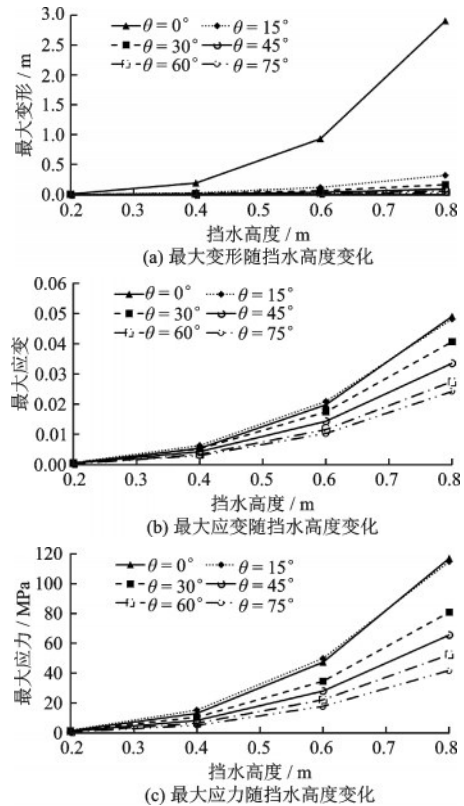 θ = 0° θ = 15°
θ = 30° θ = 45°
θ = 60° θ = 75°
最大变形 / m
3.0
2.5
2.0
1.5
1.0
0.5
0.0
0.2 0.3 0.4 0.5 0.6 0.7 0.8
挡水高度 / m
(a) 最大变形随挡水高度变化
θ = 0° θ = 15°
θ = 30° θ = 45°
θ = 60° θ = 75°
最大应变
0.06
0.05
0.04
0.03
0.02
0.01
0.00
0.2 0.3 0.4 0.5 0.6 0.7 0.8
挡水高度 / m
(b) 最大应变随挡水高度变化
θ = 0° θ = 15°
θ = 30° θ = 45°
θ = 60° θ = 75°
最大应力 / MPa
120
100
80
60
40
20
0
0.2 0.3 0.4 0.5 0.6 0.7 0.8
挡水高度 / m
(c) 最大应力随挡水高度变化